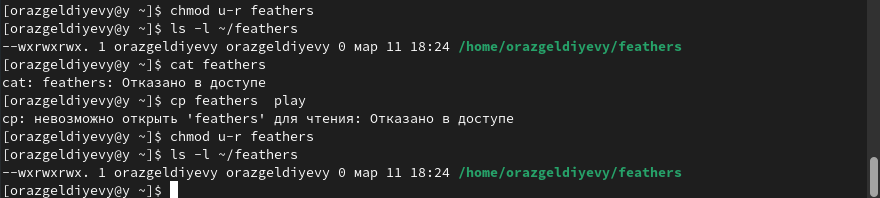 [orazgeldiyevy@y ~]$ chmod u-r feathers
[orazgeldiyevy@y ~]$ ls -l ~/feathers
--wxrwxrwx. 1 orazgeldiyevy orazgeldiyevy 0 мар 11 18:24 /home/orazgeldiyevy/feathers
[orazgeldiyevy@y ~]$ cat feathers
cat: feathers: Отказано в доступе
[orazgeldiyevy@y ~]$ cp feathers  play
cp: невозможно открыть 'feathers' для чтения: Отказано в доступе
[orazgeldiyevy@y ~]$ chmod u-r feathers
[orazgeldiyevy@y ~]$ ls -l ~/feathers
--wxrwxrwx. 1 orazgeldiyevy orazgeldiyevy 0 мар 11 18:24 /home/orazgeldiyevy/feathers
[orazgeldiyevy@y ~]$